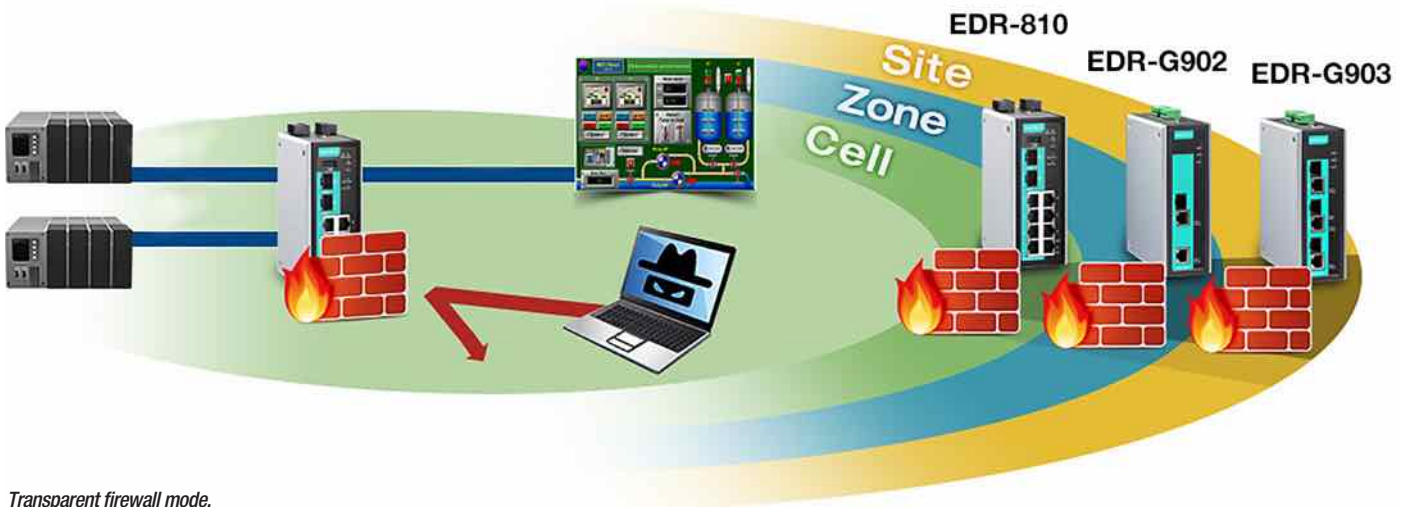 EDR-810
EDR-G902
EDR-G903
Site
Zone
Cell
Transparent firewall mode.